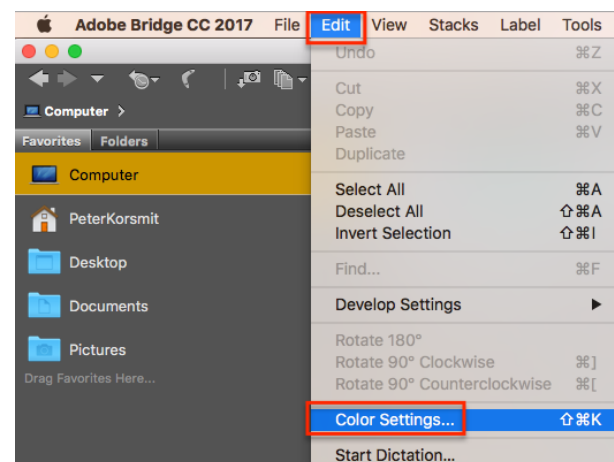 Adobe Bridge CC 2017 File Edit View Stacks Label Tools
Computer >
Favorites Folders
Computer
PeterKorsmit
Desktop
Documents
Pictures
Drag Favorites Here...
Undo ⌘Z
Cut ⌘X
Copy ⌘C
Paste ⌘V
Duplicate
Select All ⌘A
Deselect All ⇧⌘A
Invert Selection ⇧⌘I
Find... ⌘F
Develop Settings ▶
Rotate 180°
Rotate 90° Clockwise ⌘]
Rotate 90° Counterclockwise ⌘[
Color Settings... ⇧⌘K
Start Dictation...